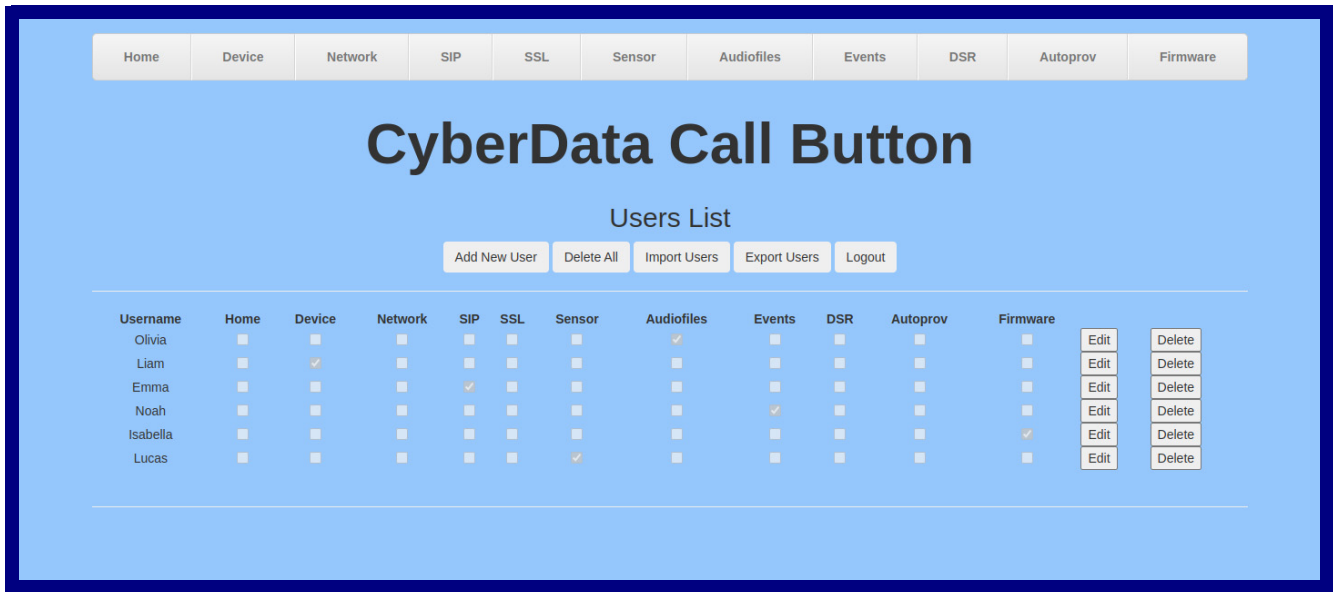 Home Device Network SIP SSL Sensor Audiofiles Events DSR Autoprov Firmware
CyberData Call Button
Users List
Add New User Delete All Import Users Export Users Logout
Username Home Device Network SIP SSL Sensor Audiofiles Events DSR Autoprov Firmware
Olivia Edit Delete
Liam Edit Delete
Emma Edit Delete
Noah Edit Delete
Isabella Edit Delete
Lucas Edit Delete